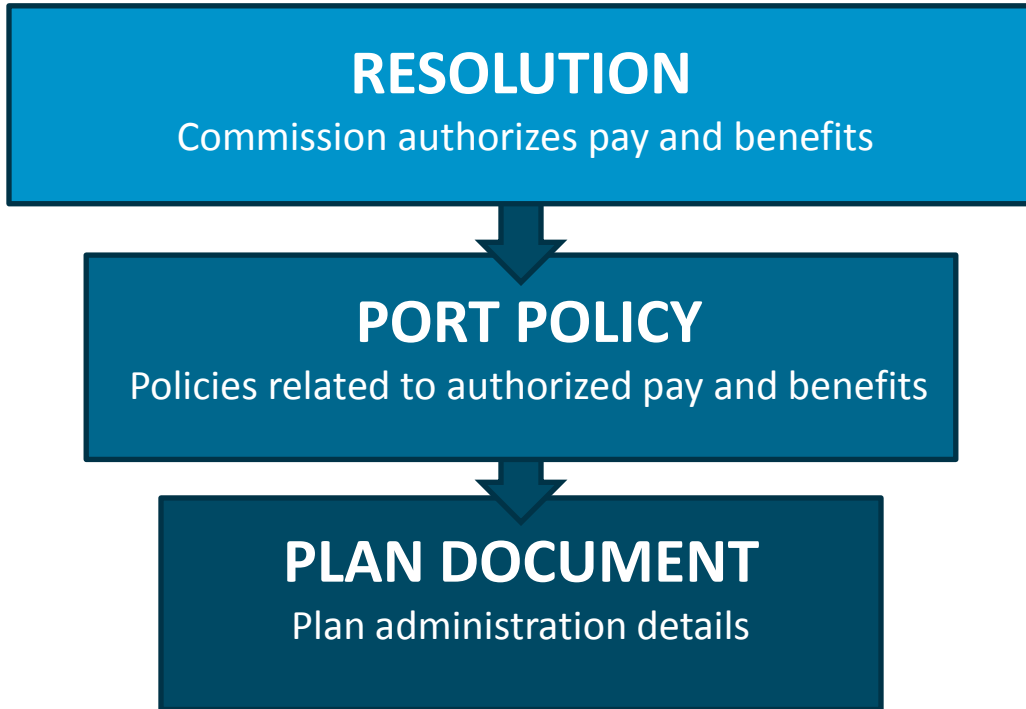 RESOLUTION
Commission authorizes pay and benefits
PORT POLICY
Policies related to authorized pay and benefits
PLAN DOCUMENT
Plan administration details